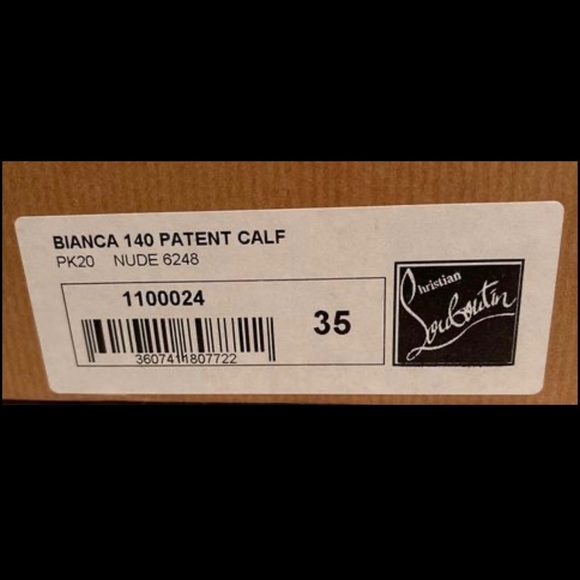 BIANCA 140 PATENT CALF
PK20 NUDE 6248
1100024
35
3607411807722
Christian
Louboutin